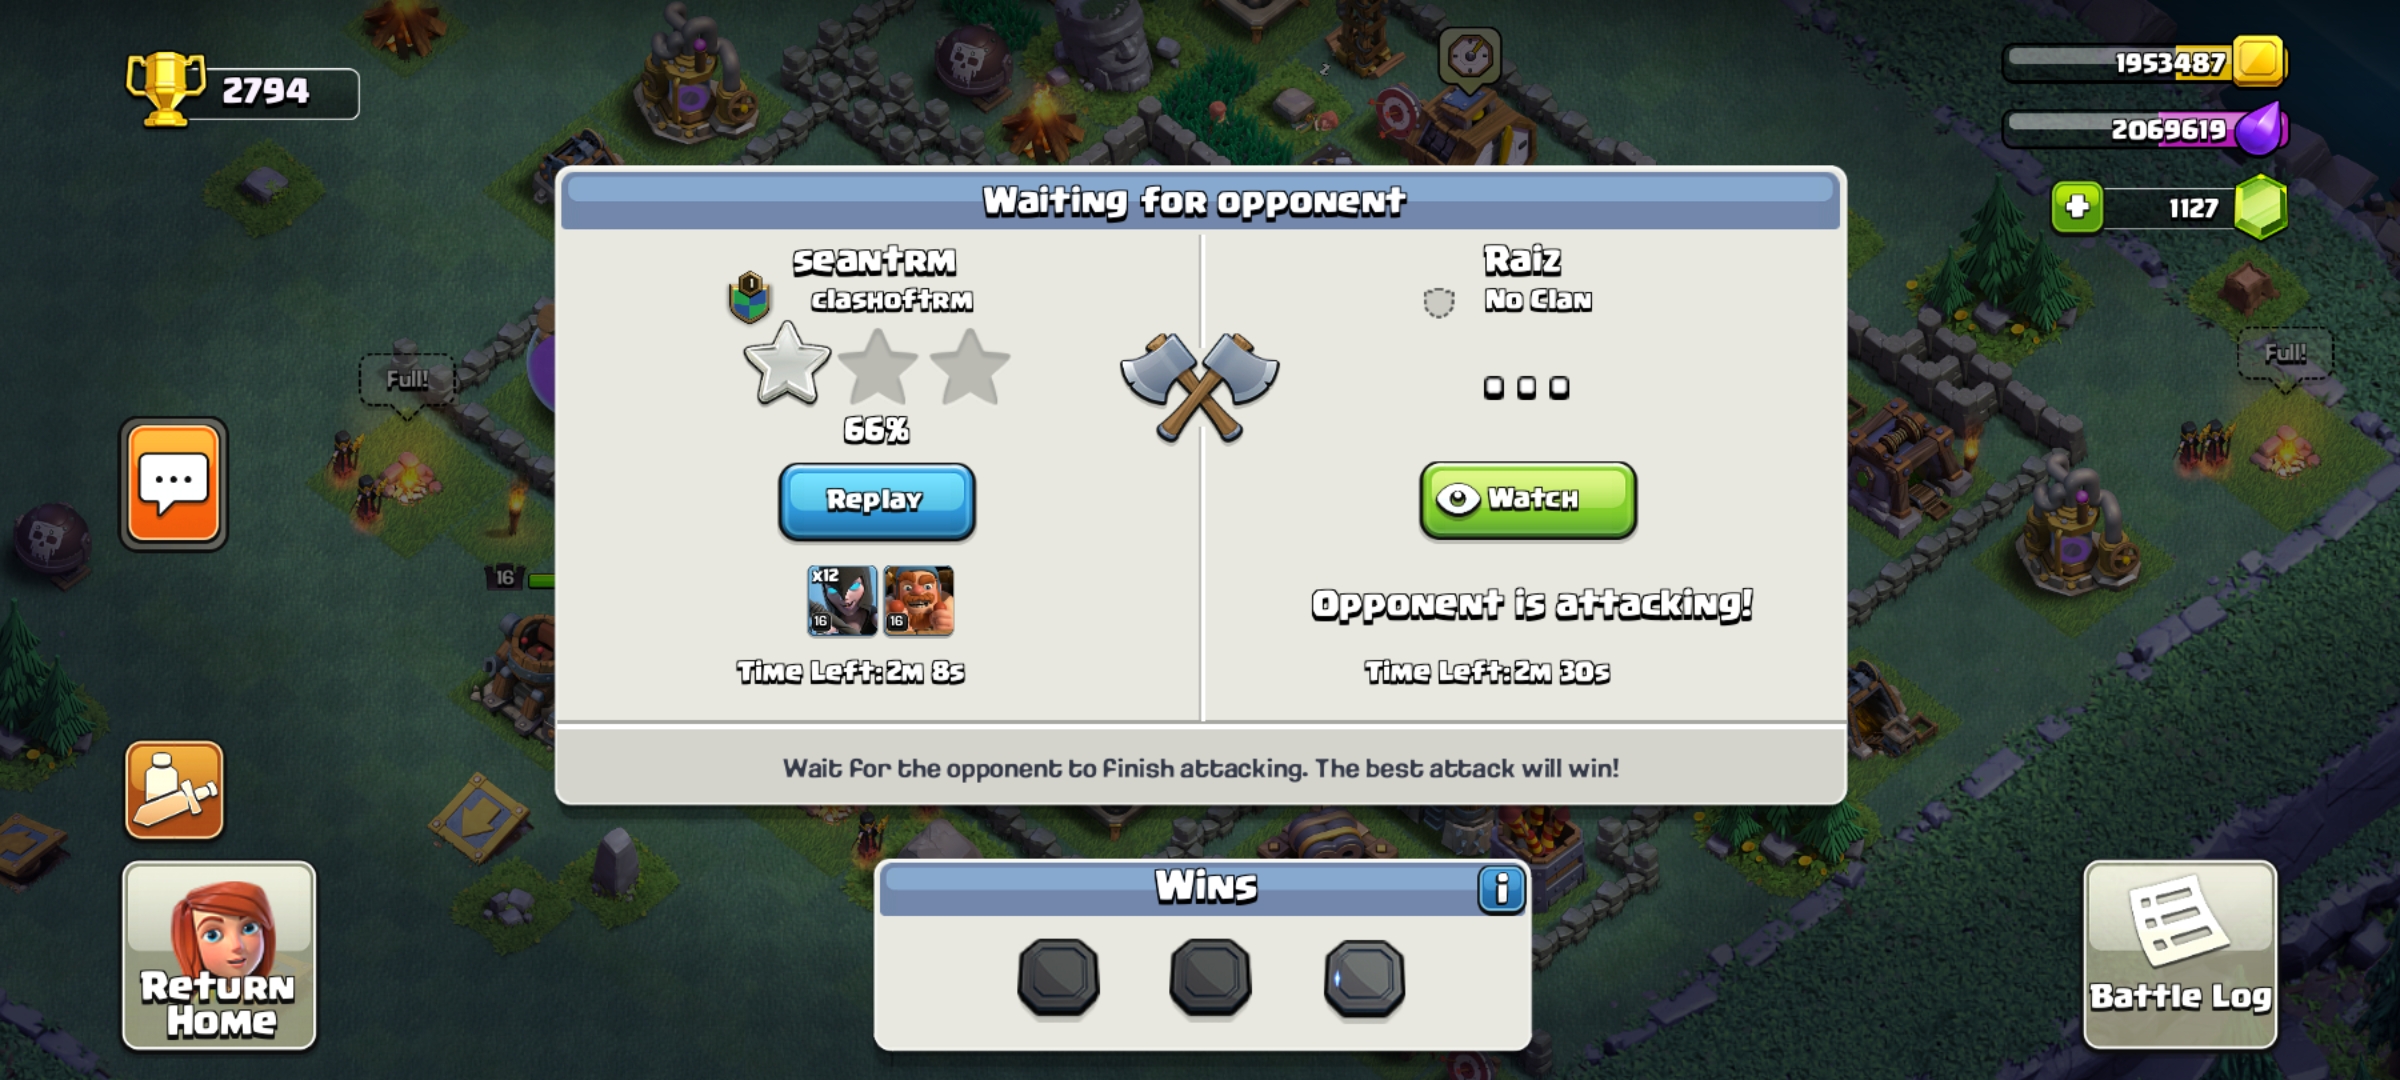 2794
1953487
2069619
1127
Waiting for opponent
seantrm
1
clashoftrm
66%
Replay
x12
16
16
Time Left:2m 8s
Raiz
No Clan
Watch
Opponent is attacking!
Time Left:2m 30s
Wait for the opponent to finish attacking. The best attack will win!
Full!
Full!
z
16
Wins
i
Return
Home
Battle Log